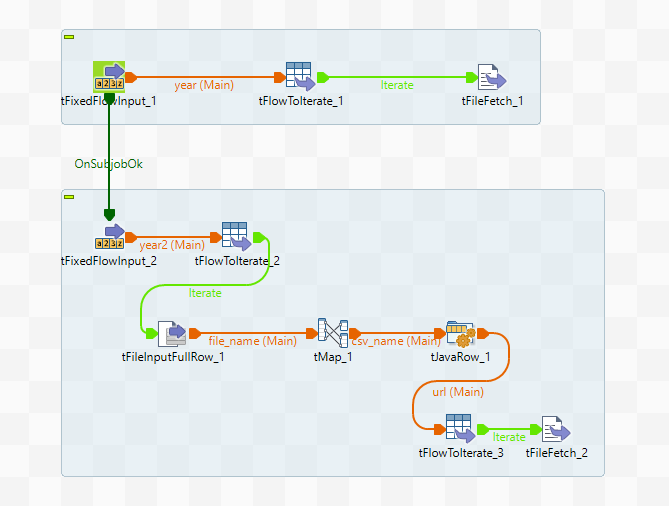 year (Main)
Iterate
tFixedFlowInput_1
tFlowToIterate_1
tFileFetch_1
OnSubjobOk
year2 (Main)
tFixedFlowInput_2
tFlowToIterate_2
Iterate
file_name (Main)
csv_name (Main)
tFileInputFullRow_1
tMap_1
tJavaRow_1
url (Main)
Iterate
tFlowToIterate_3
tFileFetch_2